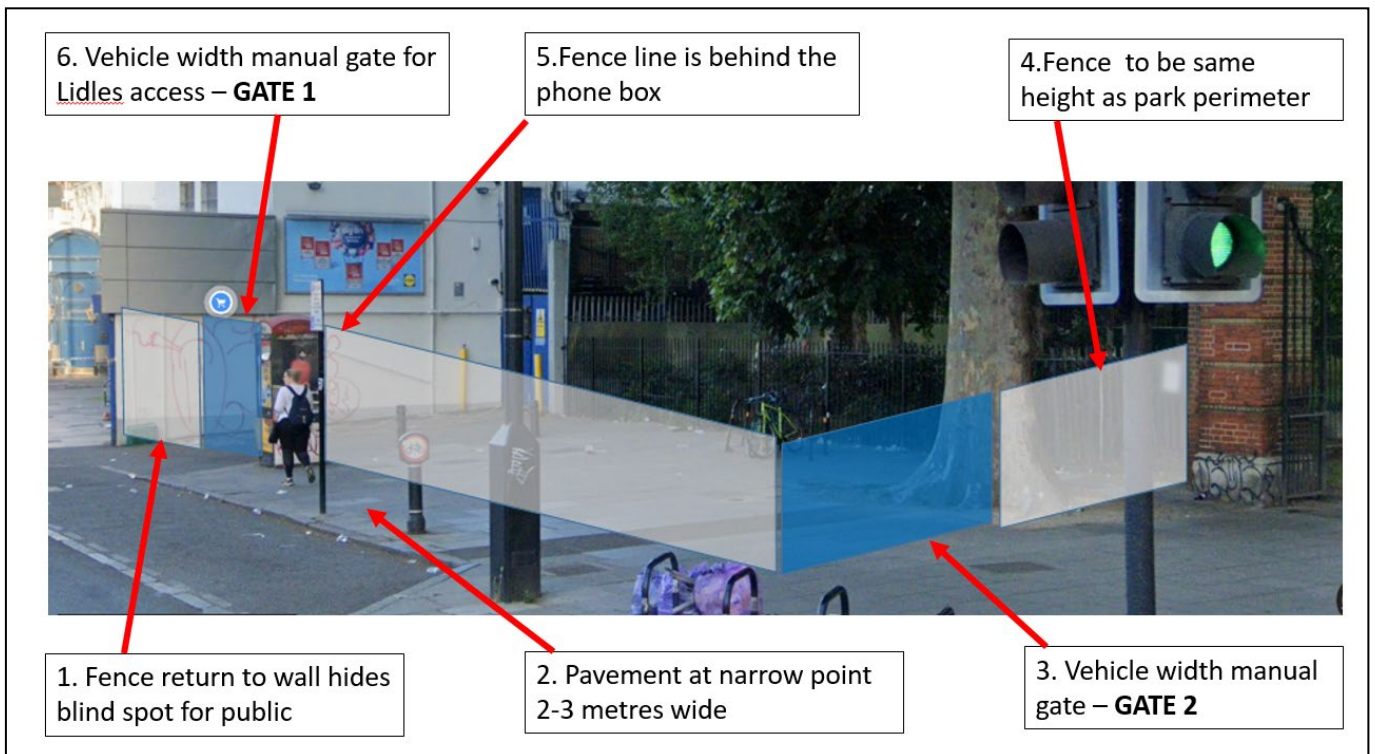 6. Vehicle width manual gate for
Lidles access – GATE 1
5.Fence line is behind the
phone box
4.Fence  to be same
height as park perimeter
1. Fence return to wall hides
blind spot for public
2. Pavement at narrow point
2-3 metres wide
3. Vehicle width manual
gate – GATE 2